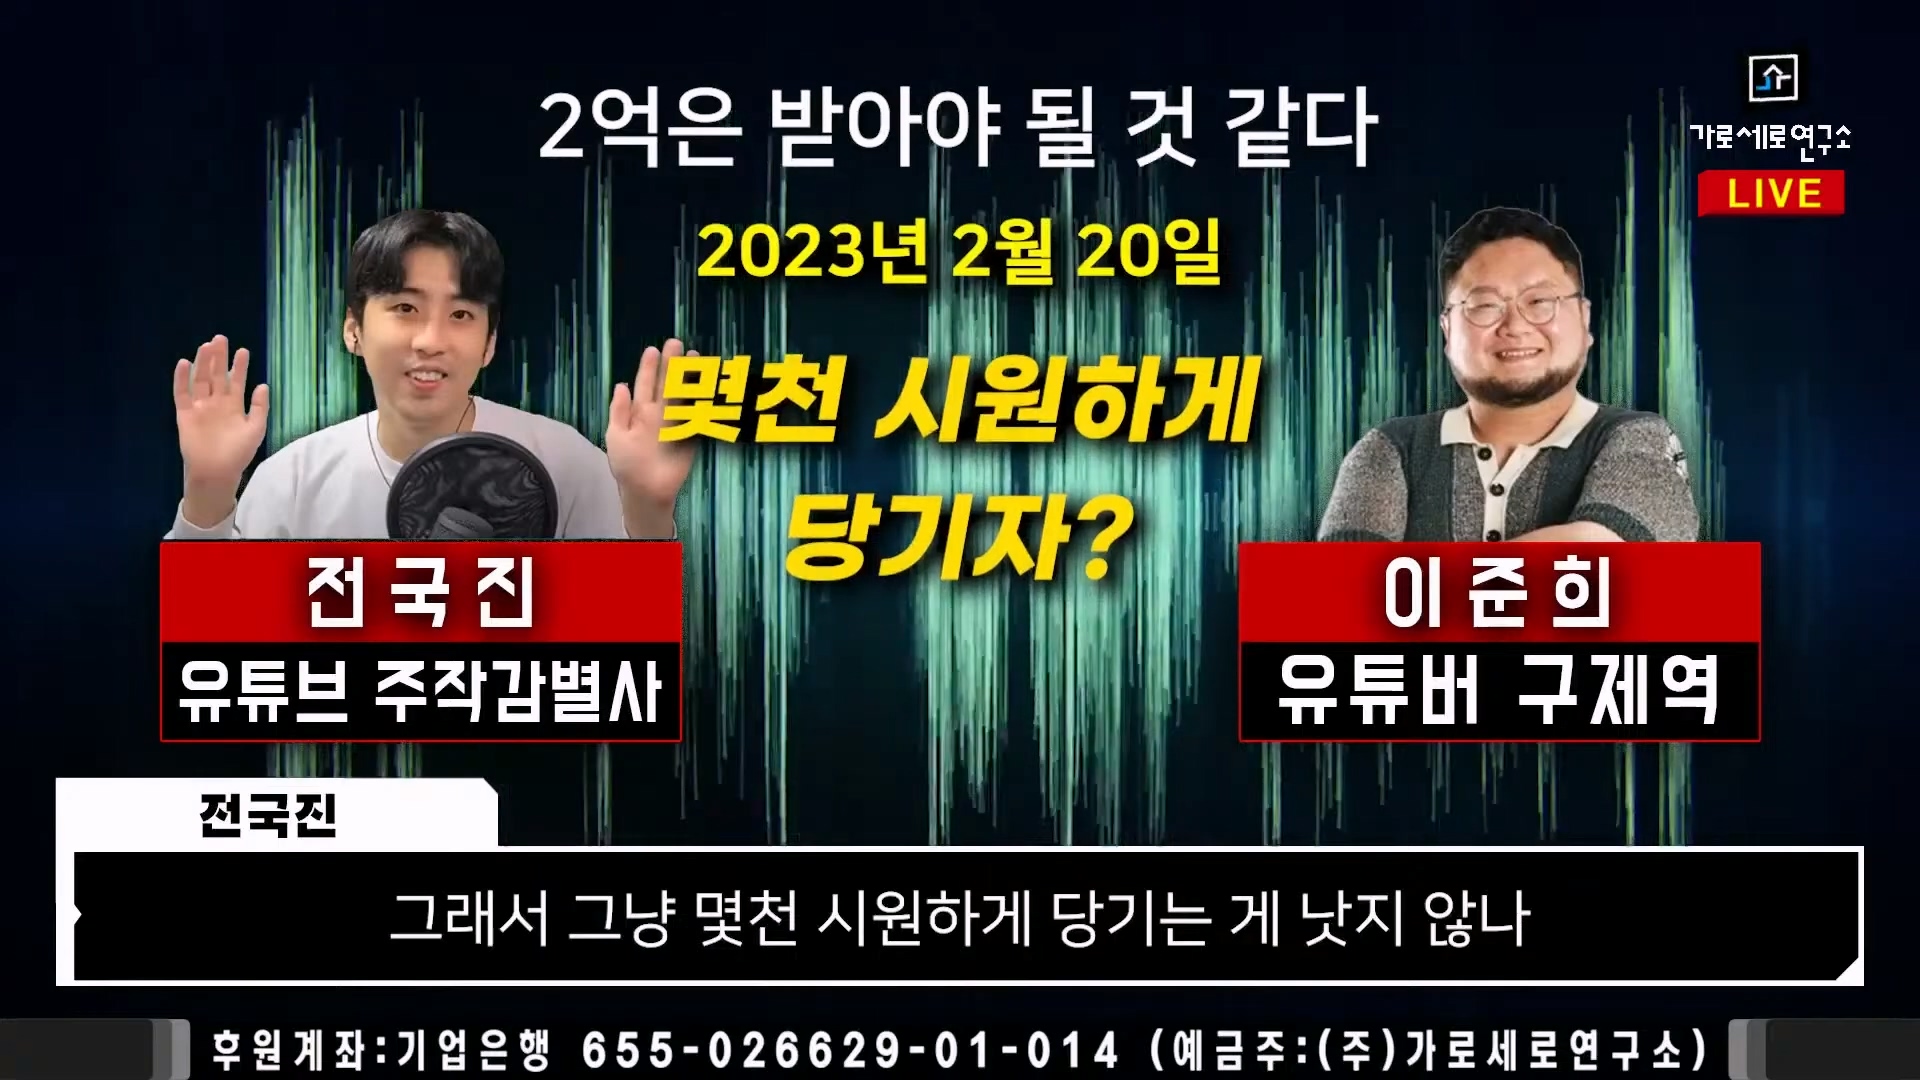 2억은 받아야 될 것 같다
가로세로연구소
LIVE
2023년 2월 20일
몇천 시원하게
당기자?
전국진
유튜브 주작감별사
이준희
유튜버 구제역
전국진
그래서 그냥 몇천 시원하게 당기는 게 낫지 않나
후원계좌:기업은행 655-026629-01-014 (예금주:(주)가로세로연구소)